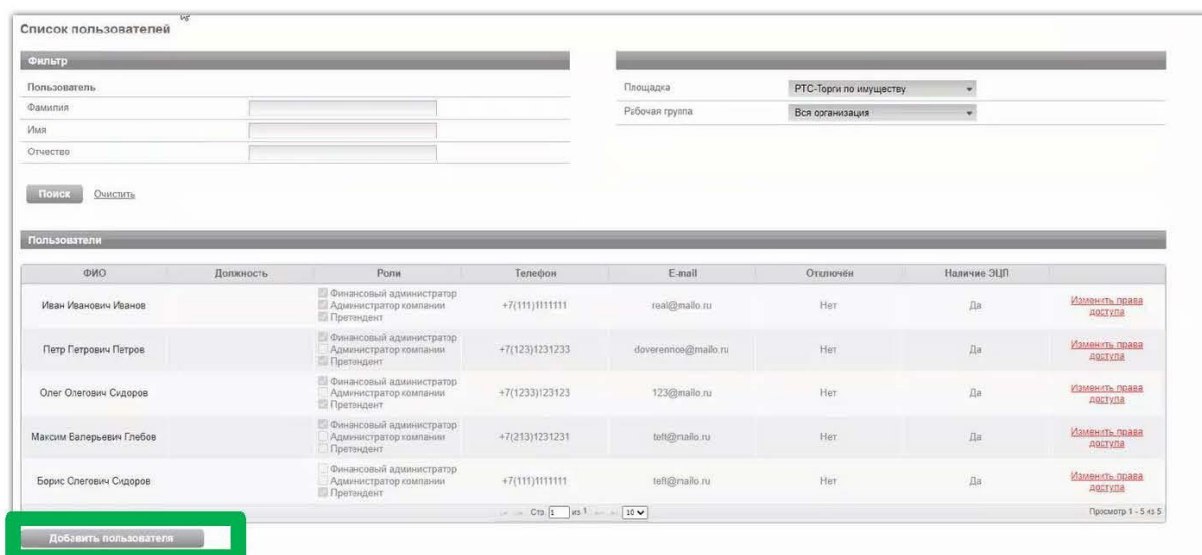 Список пользователей
Фильтр
Пользователь
Фамилия
Имя
Отчество
Площадка РТС-Торги по имуществу
Рабочая группа Вся организация
Поиск Очистить
Пользователи
ФИО Должность Роли Телефон E-mail Отключён Наличие ЭЦП
Иван Иванович Иванов Финансовый администратор Администратор компании Претендент +7(111)1111111 real@mailo.ru Нет Да Изменить права доступа
Петр Петрович Петров Финансовый администратор Администратор компании Претендент +7(123)1231233 doverennoe@mailo.ru Нет Да Изменить права доступа
Олег Олегович Сидоров Финансовый администратор Администратор компании Претендент +7(1233)123123 123@mailo.ru Нет Да Изменить права доступа
Максим Валерьевич Глебов Финансовый администратор Администратор компании Претендент +7(213)1231231 @mailo.ru Нет Да Изменить права доступа
Борис Олегович Сидоров Финансовый администратор Администратор компании Претендент +7(111)1111111 @mailo.ru Нет Да Изменить права доступа
Стр. 1 из 1 10 Просмотр 1 - 5 из 5
Добавить пользователя